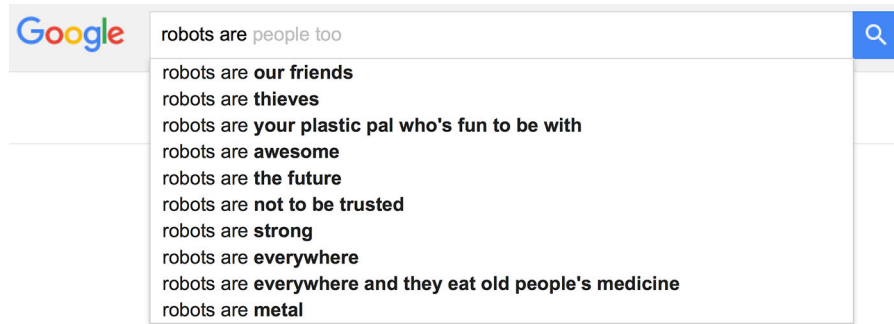 Google
robots are people too
robots are our friends
robots are thieves
robots are your plastic pal who's fun to be with
robots are awesome
robots are the future
robots are not to be trusted
robots are strong
robots are everywhere
robots are everywhere and they eat old people's medicine
robots are metal